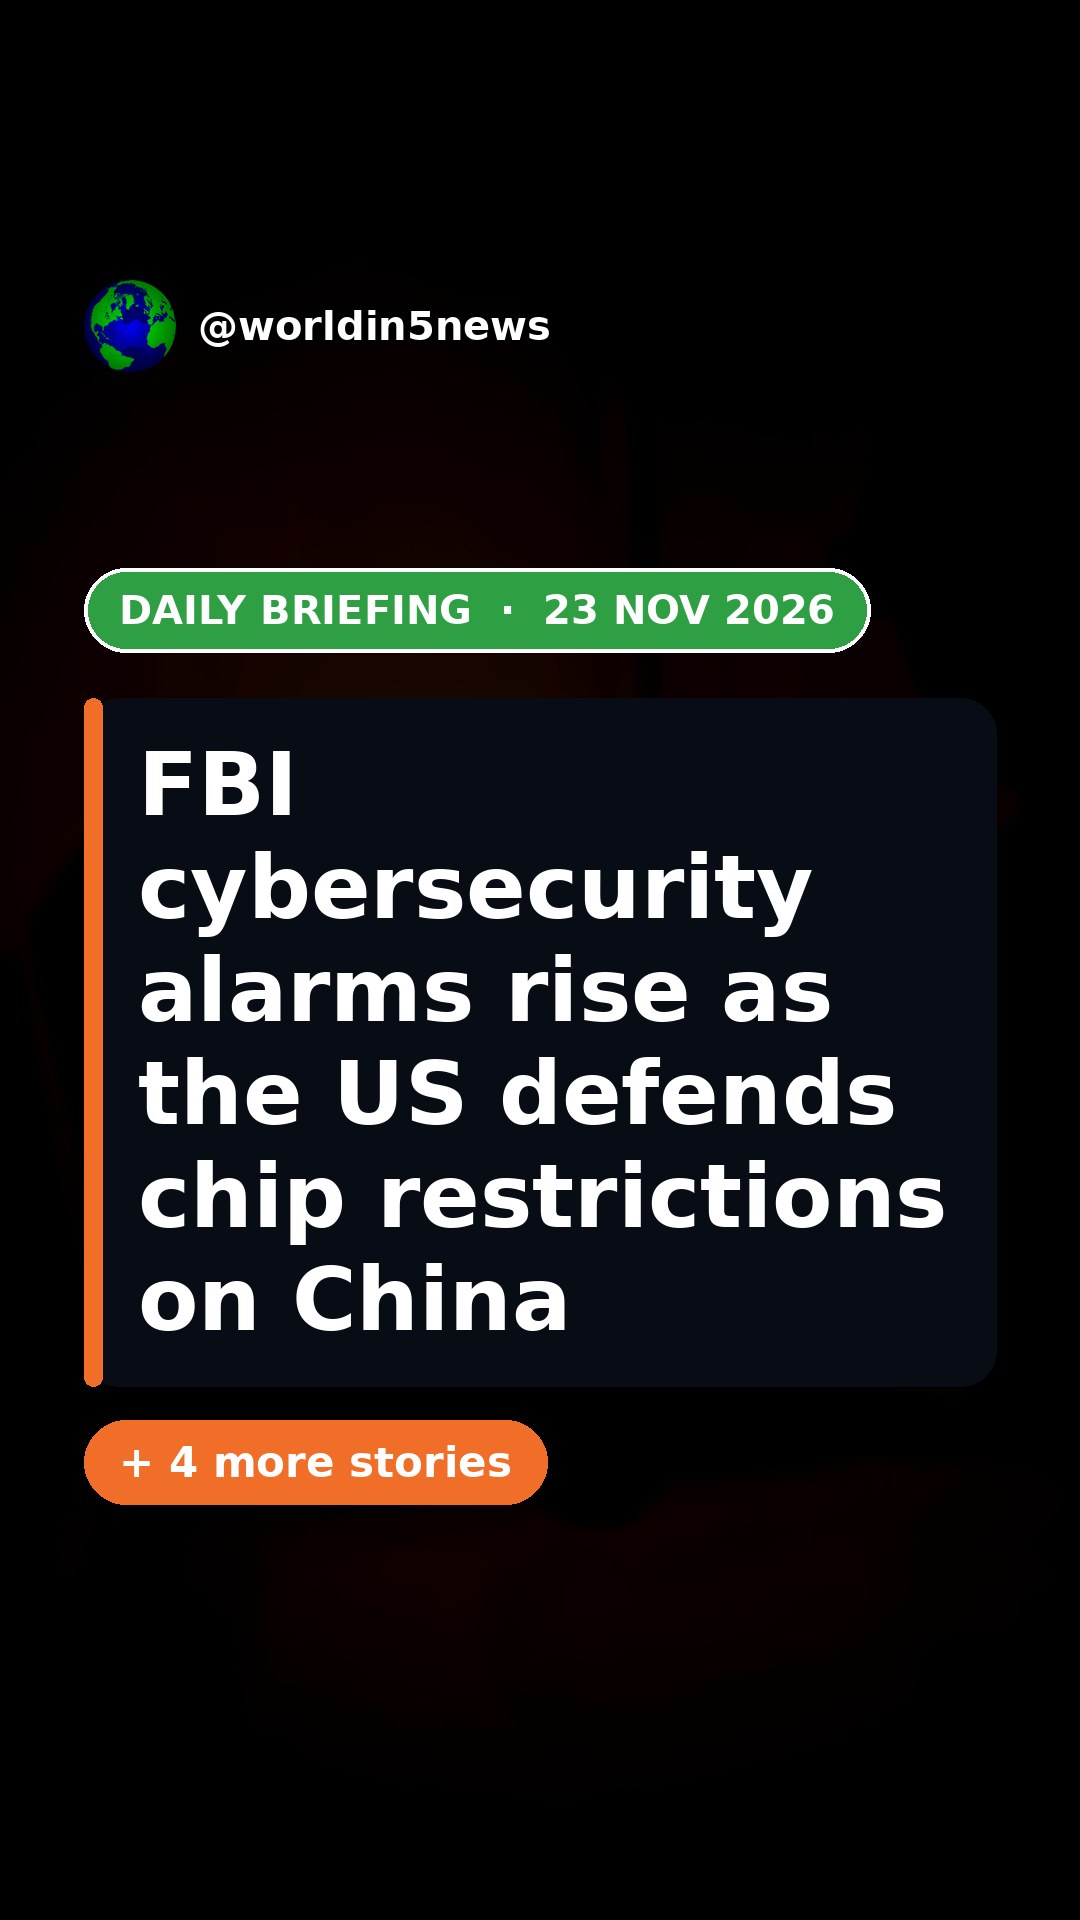 @worldin5news
DAILY BRIEFING · 23 NOV 2026
FBI
cybersecurity
alarms rise as
the US defends
chip restrictions
on China
+ 4 more stories